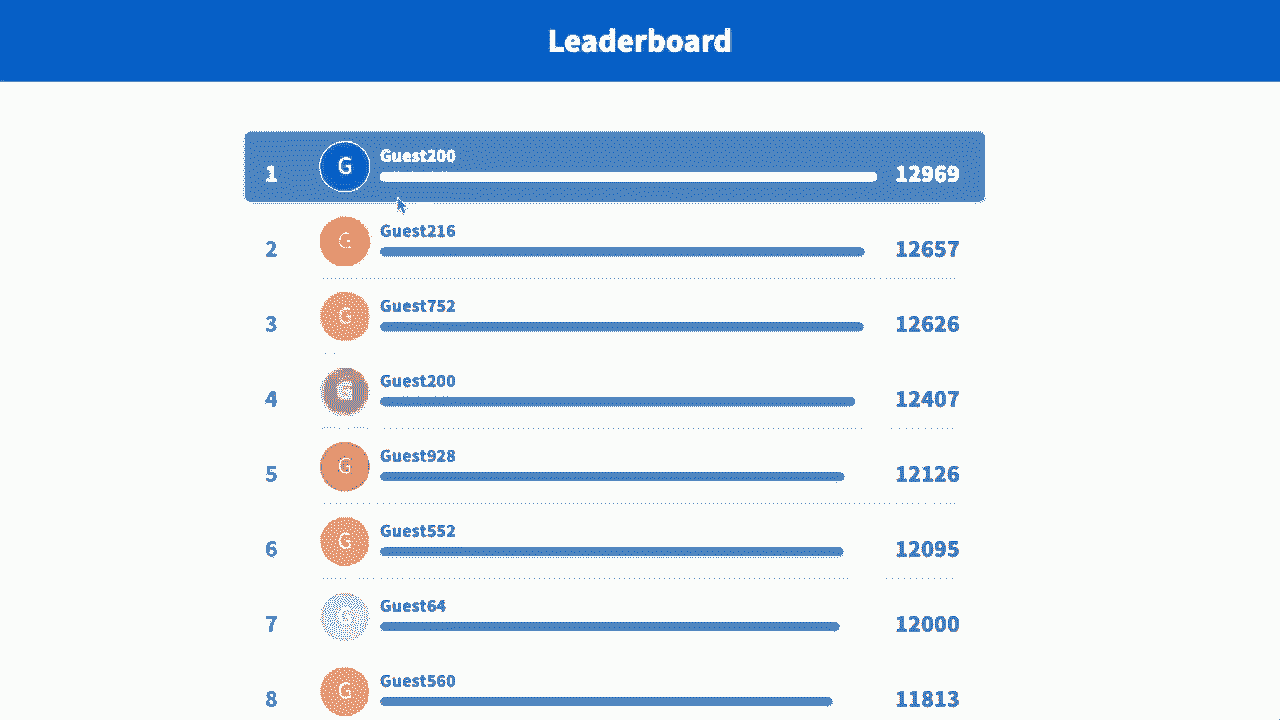 Leaderboard
1 G Guest200 12969
2 G Guest216 12657
3 G Guest752 12626
4 G Guest200 12407
5 G Guest928 12126
6 G Guest552 12095
7 G Guest64 12000
8 G Guest560 11813